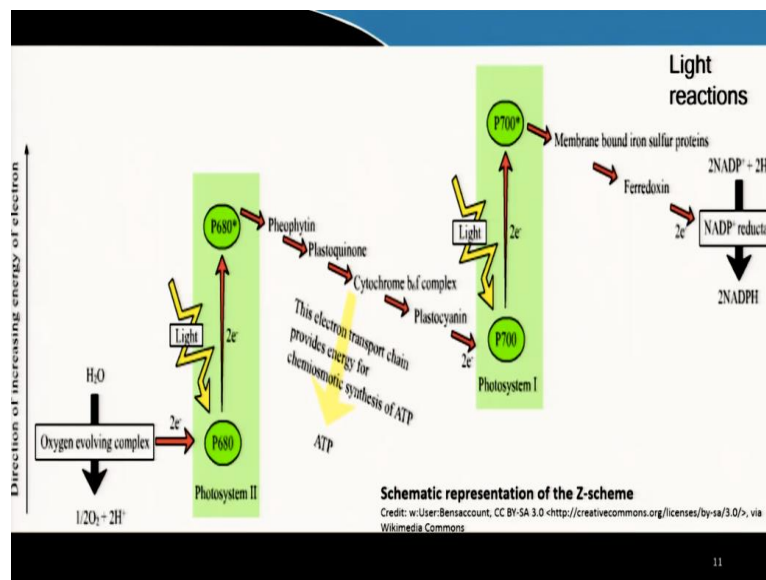 Light
reactions
Direction of increasing energy of electron
P700*
Membrane bound iron sulfur proteins
Ferredoxin
2NADP⁺ + 2H
2e⁻
NADP⁺ reducta
2NADPH
Light
2e⁻
P700
Photosystem I
P680*
Pheophytin
Plastoquinone
Cytochrome b₆f complex
Plastocyanin
2e⁻
This electron transport chain
provides energy for
chemiosmotic synthesis of ATP
ATP
Light
2e⁻
H₂O
Oxygen evolving complex
2e⁻
P680
Photosystem II
1/2O₂ + 2H⁺
Schematic representation of the Z-scheme
Credit: w:User:Bensaccount, CC BY-SA 3.0 <http://creativecommons.org/licenses/by-sa/3.0/>, via
Wikimedia Commons
11